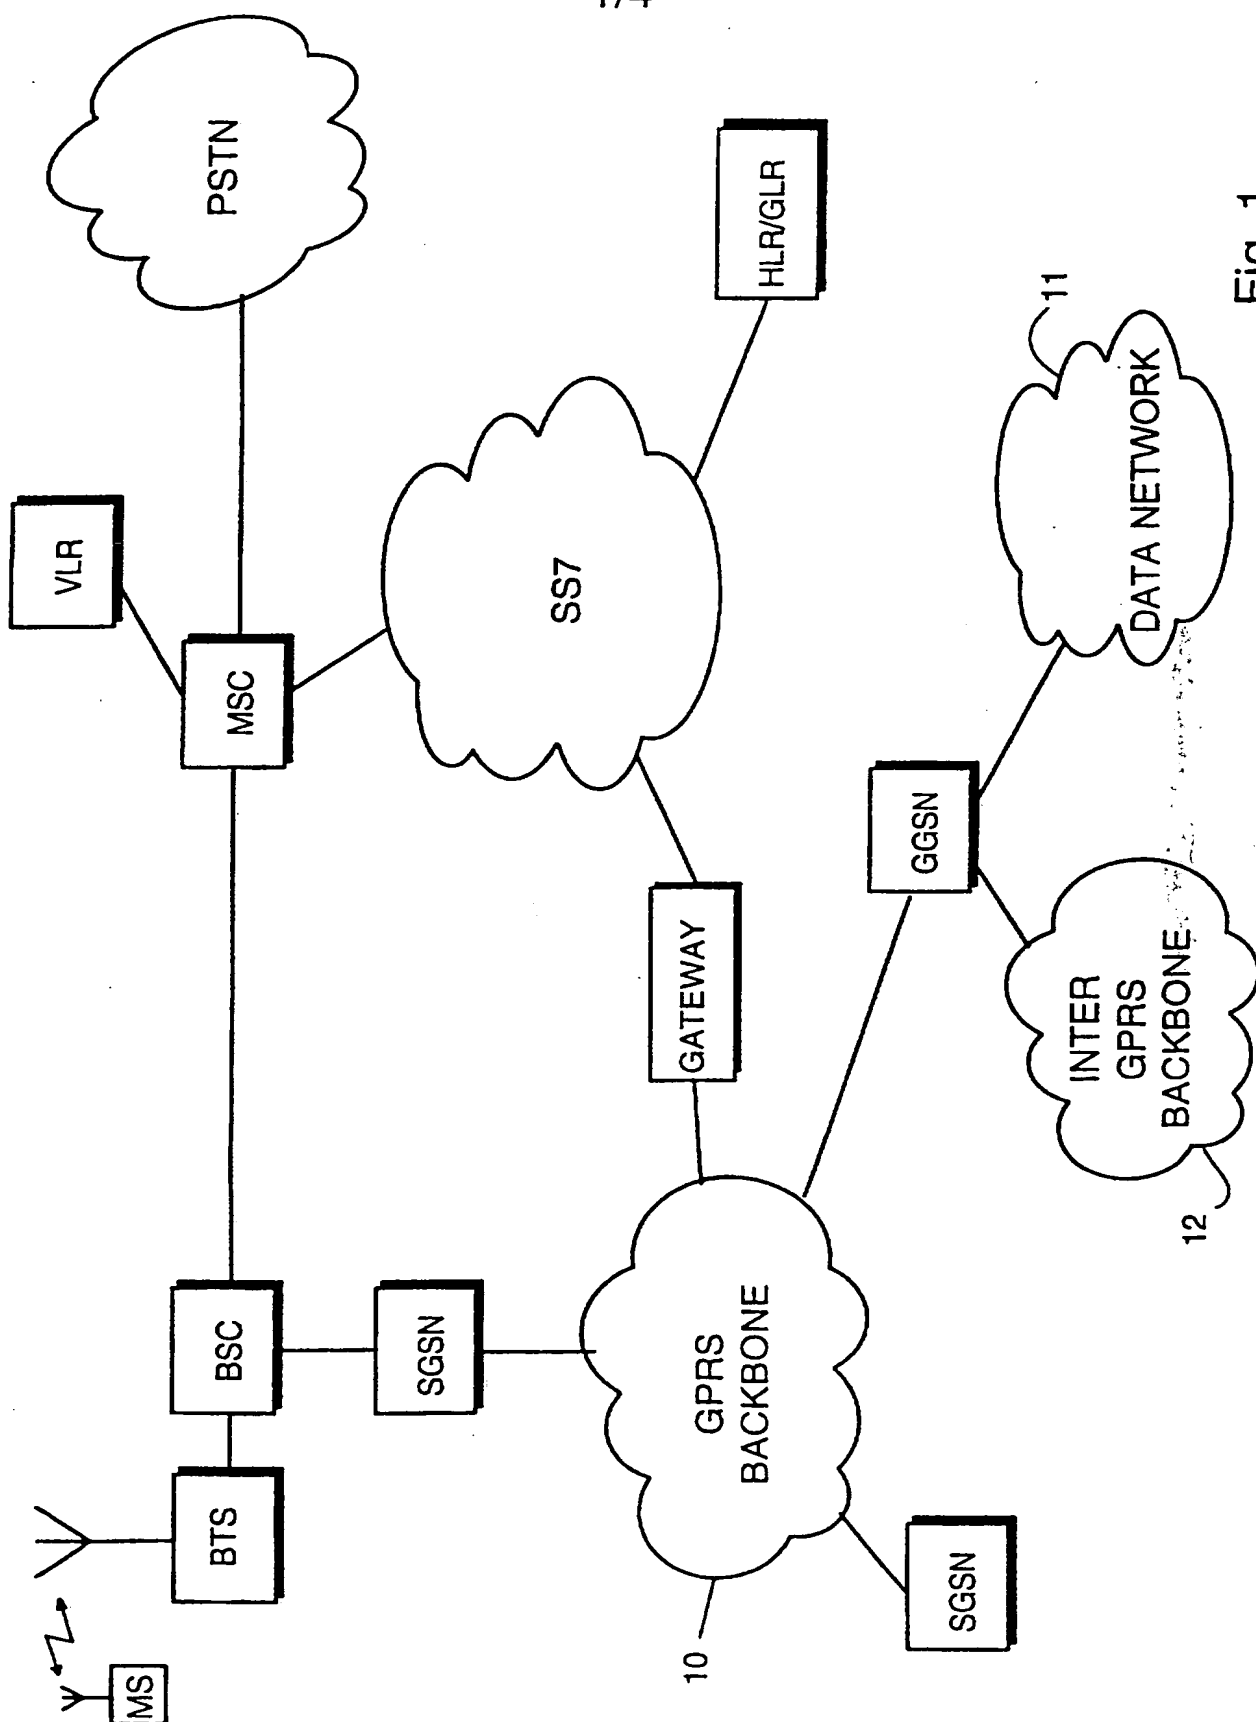 1/4
MS
BTS
BSC
MSC
VLR
PSTN
SGSN
SS7
GATEWAY
HLR/GLR
10
GPRS
BACKBONE
GGSN
SGSN
11
DATA NETWORK
12
INTER
GPRS
BACKBONE
Fig. 1